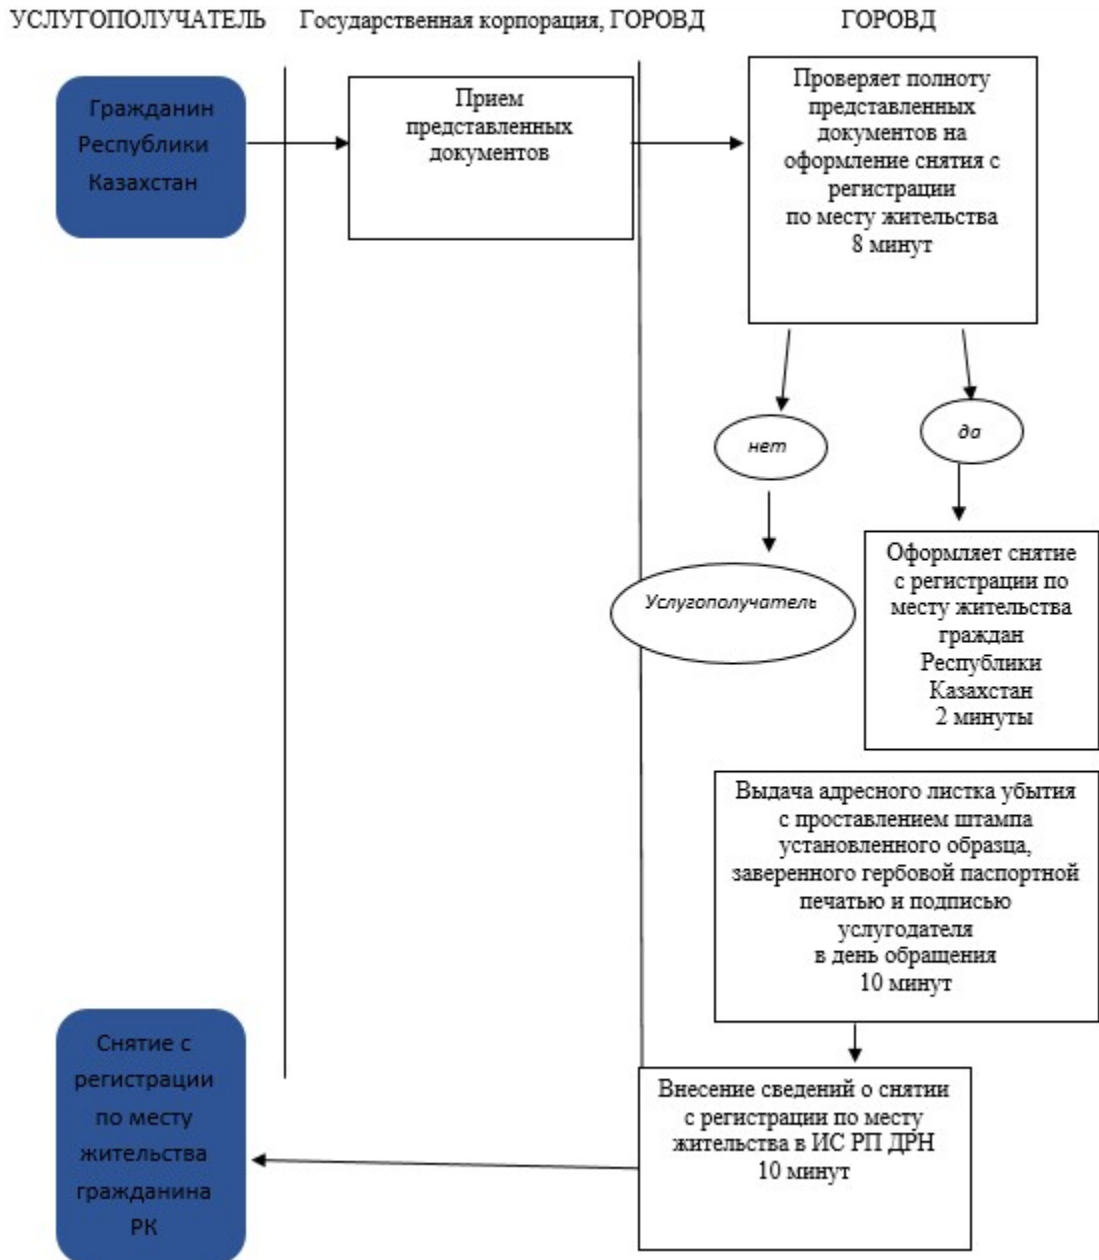 УСЛУГОПОЛУЧАТЕЛЬ
Государственная корпорация, ГОРОВД
ГОРОВД
Гражданин
Республики
Казахстан
Прием
представленных
документов
Проверяет полноту
представленных
документов на
оформление снятия с
регистрации
по месту жительства
8 минут
нет
да
Услугополучатель
Оформляет снятие
с регистрации по
месту жительства
граждан
Республики
Казахстан
2 минуты
Выдача адресного листка убытия
с проставлением штампа
установленного образца,
заверенного гербовой паспортной
печатью и подписью
услугодателя
в день обращения
10 минут
Внесение сведений о снятии
с регистрации по месту
жительства в ИС РП ДРН
10 минут
Снятие с
регистрации
по месту
жительства
гражданина
РК